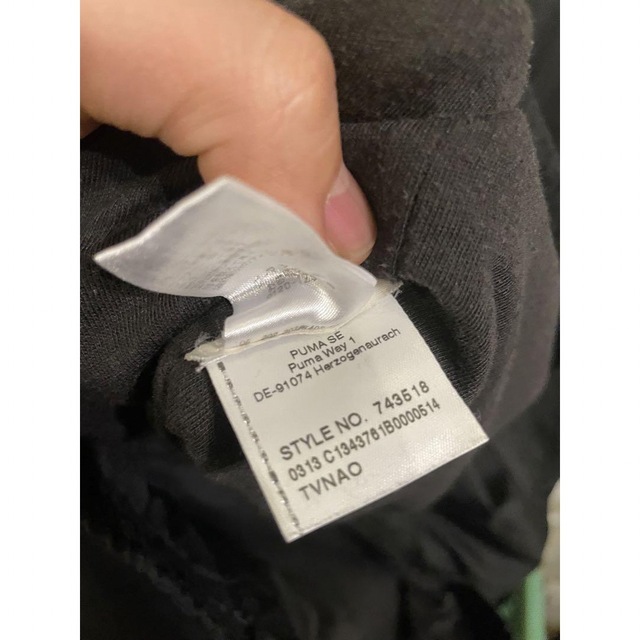 PUMA SE
Puma Way 1
DE-91074 Herzogenaurach
STYLE NO. 743518
0313 C1343761B0000514
TVNAO